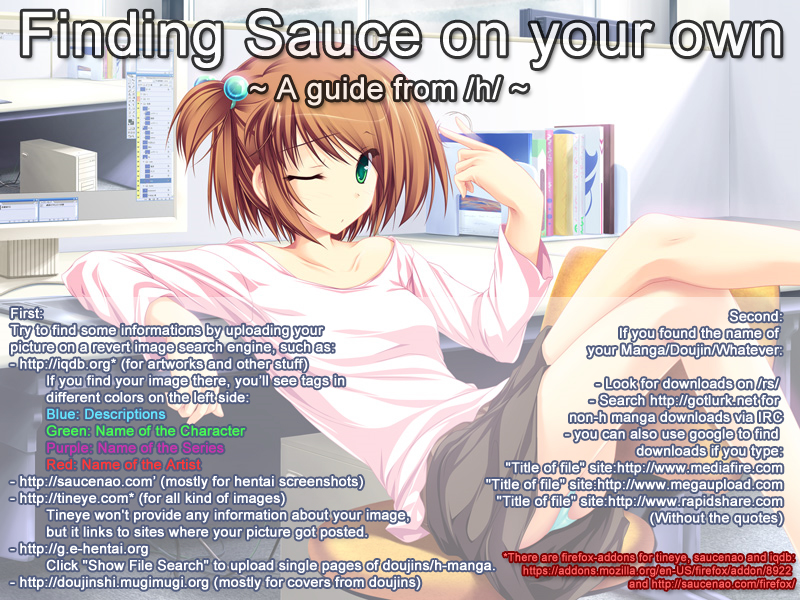 Finding Sauce on your own
~ A guide from /h/ ~
First:
Try to find some informations by uploading your
picture on a revert image search engine, such as:
- http://iqdb.org* (for artworks and other stuff)
If you find your image there, you'll see tags in
different colors on the left side:
Blue: Descriptions
Green: Name of the Character
Purple: Name of the Series
Red: Name of the Artist
- http://saucenao.com* (mostly for hentai screenshots)
- http://tineye.com* (for all kind of images)
Tineye won't provide any information about your image,
but it links to sites where your picture got posted.
- http://g.e-hentai.org
Click "Show File Search" to upload single pages of doujins/h-manga.
- http://doujinshi.mugimugi.org (mostly for covers from doujins)
Second:
If you found the name of
your Manga/Doujin/Whatever:
- Look for downloads on /rs/
- Search http://gotlurk.net for
non-h manga downloads via IRC
- you can also use google to find
downloads if you type:
"Title of file" site:http://www.mediafire.com
"Title of file" site:http://www.megaupload.com
"Title of file" site:http://www.rapidshare.com
(Without the quotes)
*There are firefox-addons for tineye, saucenao and iqdb:
https://addons.mozilla.org/en-US/firefox/addon/8922
and http://saucenao.com/firefox/